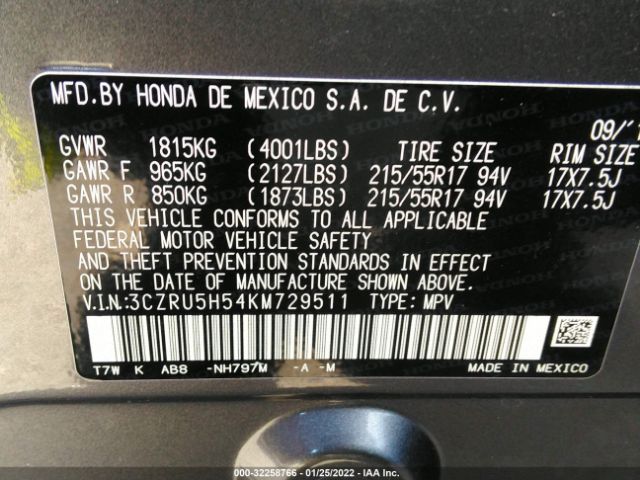 MFD.BY HONDA DE MEXICO S.A. DE C.V.
09/'1
GVWR 1815KG (4001LBS) TIRE SIZE RIM SIZE
GAWR F 965KG (2127LBS) 215/55R17 94V 17X7.5J
GAWR R 850KG (1873LBS) 215/55R17 94V 17X7.5J
THIS VEHICLE CONFORMS TO ALL APPLICABLE
FEDERAL MOTOR VEHICLE SAFETY
AND THEFT PREVENTION STANDARDS IN EFFECT
ON THE DATE OF MANUFACTURE SHOWN ABOVE.
V.I.N.:3CZRU5H54KM729511 TYPE: MPV
T7W K AB8 -NH797M -A -M MADE IN MEXICO
000-32258766 - 01/25/2022 - IAA Inc.